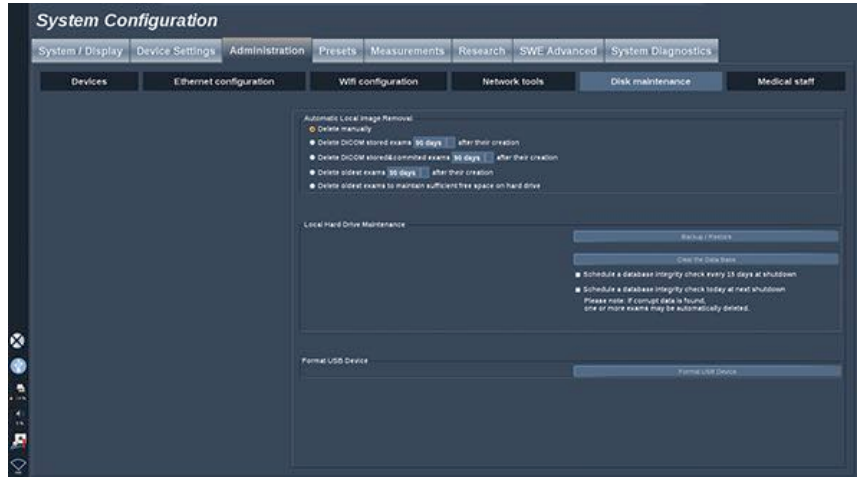 System Configuration
System / Display Device Settings Administration Presets Measurements Research SWE Advanced System Diagnostics
Devices Ethernet configuration Wifi configuration Network tools Disk maintenance Medical staff
Automatic Local Image Removal
Delete manually
Delete DICOM stored exams 90 days after their creation
Delete DICOM stored&commited exams 90 days after their creation
Delete oldest exams 90 days after their creation
Delete oldest exams to maintain sufficient free space on hard drive
Local Hard Drive Maintenance
Backup / Restore
Clear the Data Base
Schedule a database integrity check every 15 days at shutdown
Schedule a database integrity check today at next shutdown
Please note: if corrupt data is found,
one or more exams may be automatically deleted.
Format USB Device
Format USB Device